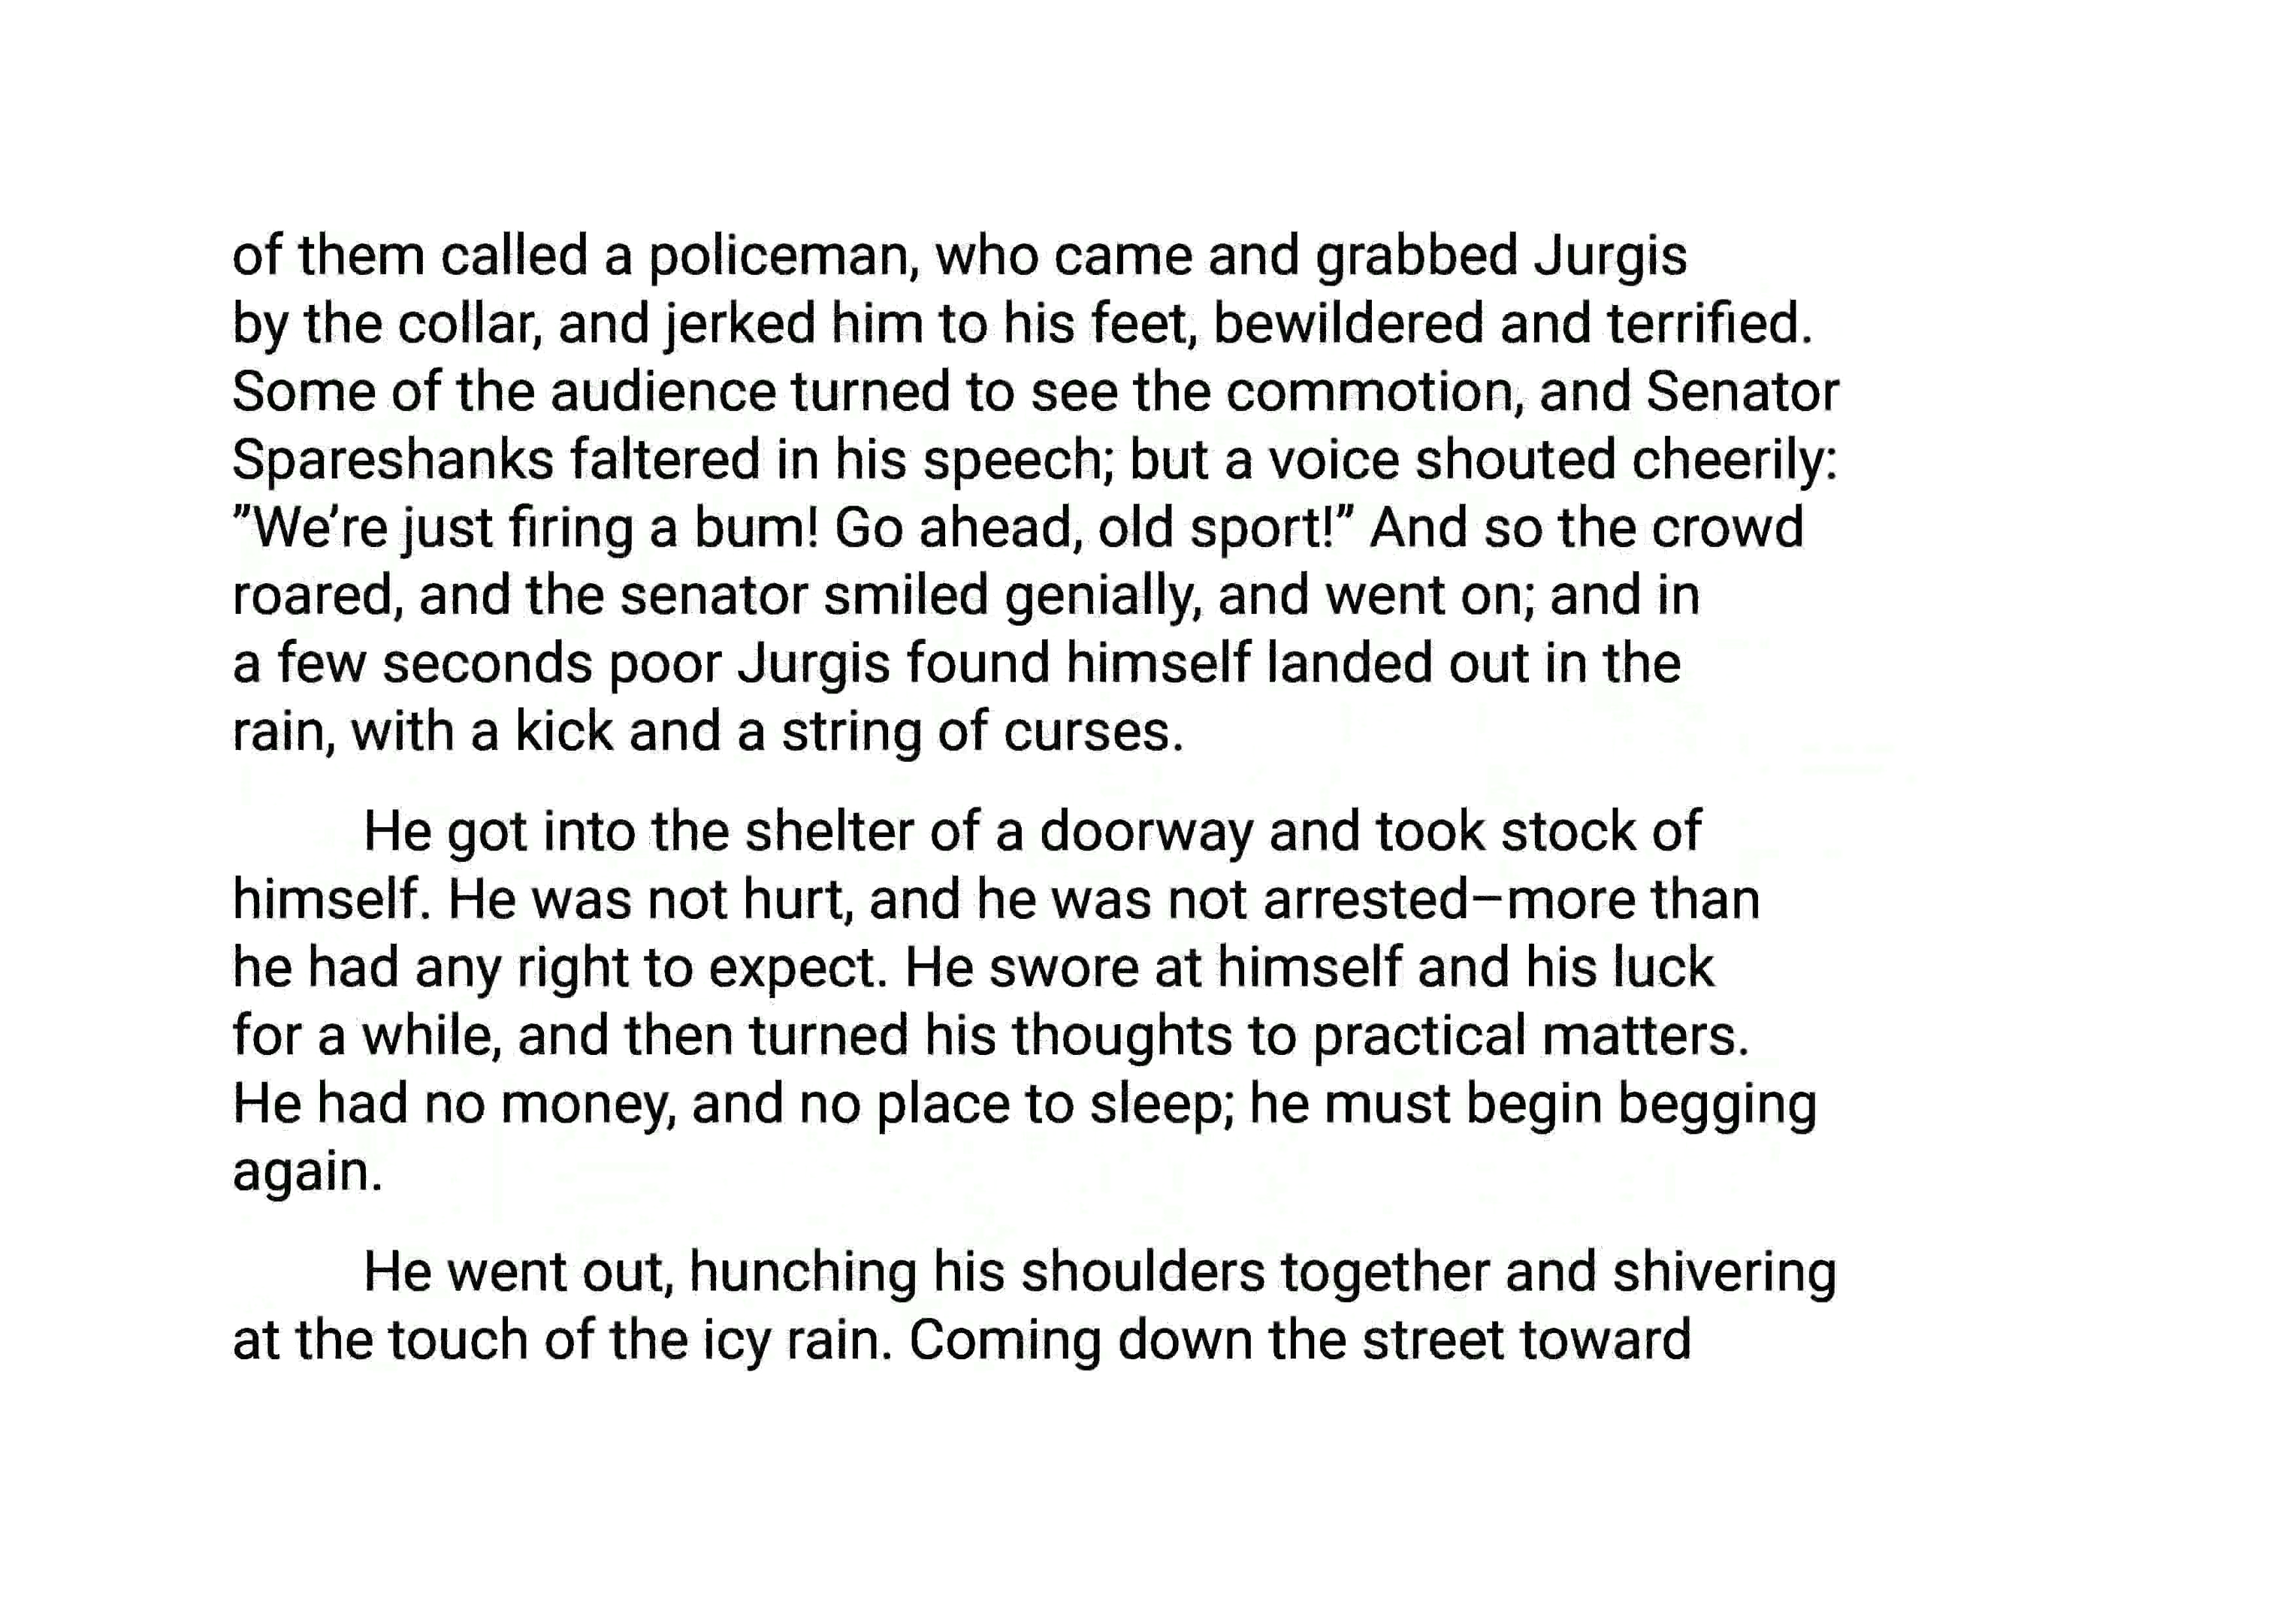 of them called a policeman, who came and grabbed Jurgis
by the collar, and jerked him to his feet, bewildered and terrified.
Some of the audience turned to see the commotion, and Senator
Spareshanks faltered in his speech; but a voice shouted cheerily:
”We’re just firing a bum! Go ahead, old sport!” And so the crowd
roared, and the senator smiled genially, and went on; and in
a few seconds poor Jurgis found himself landed out in the
rain, with a kick and a string of curses.
He got into the shelter of a doorway and took stock of
himself. He was not hurt, and he was not arrested–more than
he had any right to expect. He swore at himself and his luck
for a while, and then turned his thoughts to practical matters.
He had no money, and no place to sleep; he must begin begging
again.
He went out, hunching his shoulders together and shivering
at the touch of the icy rain. Coming down the street toward